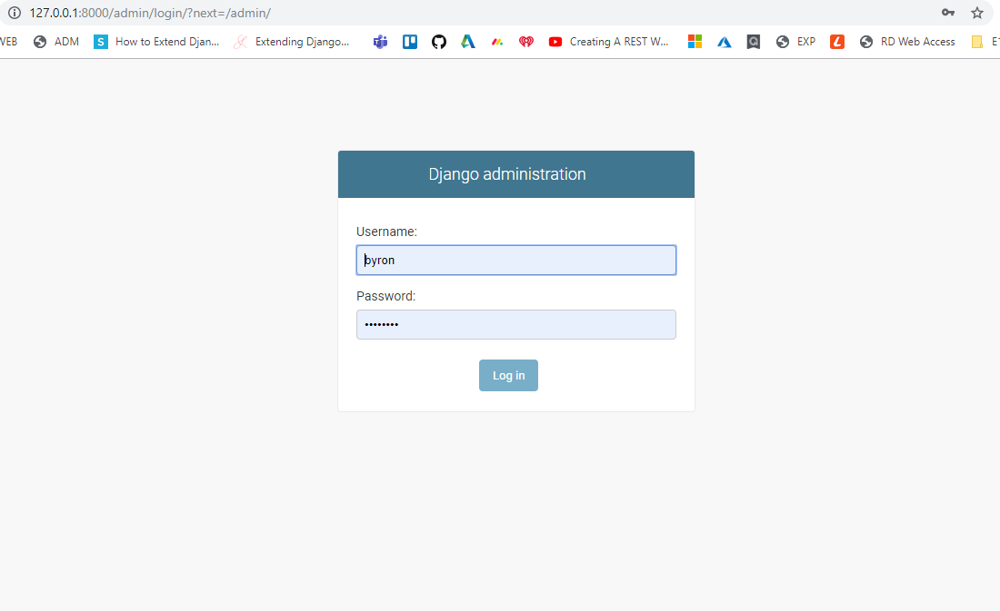 127.0.0.1:8000/admin/login/?next=/admin/
WEB ADM S How to Extend Djan... Extending Django... Creating A REST W... EXP RD Web Access
Django administration
Username:
byron
Password:
••••••••
Log in